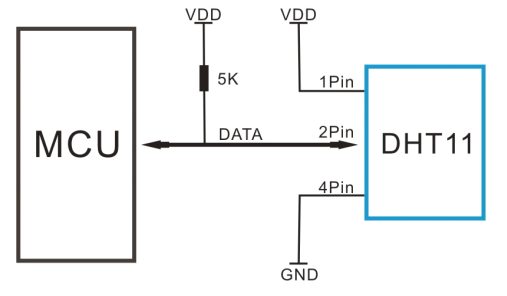 VDD
VDD
5K
1Pin
MCU
DATA
2Pin
DHT11
4Pin
GND